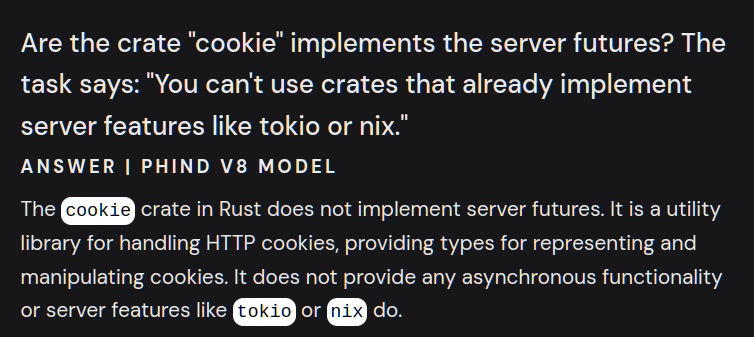 Are the crate "cookie" implements the server futures? The
task says: "You can't use crates that already implement
server features like tokio or nix."
ANSWER | PHIND V8 MODEL
The cookie crate in Rust does not implement server futures. It is a utility
library for handling HTTP cookies, providing types for representing and
manipulating cookies. It does not provide any asynchronous functionality
or server features like tokio or nix do.